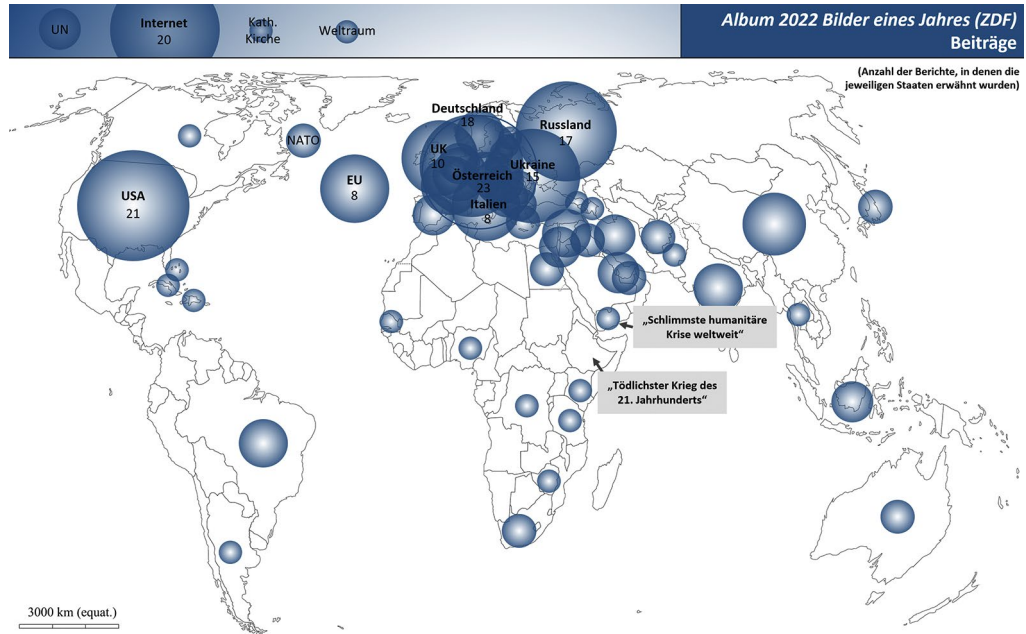 UN
Internet
20
Kath.
Kirche
Weltraum
Album 2022 Bilder eines Jahres (ZDF)
Beiträge
(Anzahl der Berichte, in denen die
jeweiligen Staaten erwähnt wurden)
Deutschland
18
Russland
17
NATO
UK
10
Ukraine
15
EU
8
Österreich
23
USA
21
Italien
8
„Schlimmste humanitäre
Krise weltweit“
„Tödlichster Krieg des
21. Jahrhunderts“
3000 km (equat.)